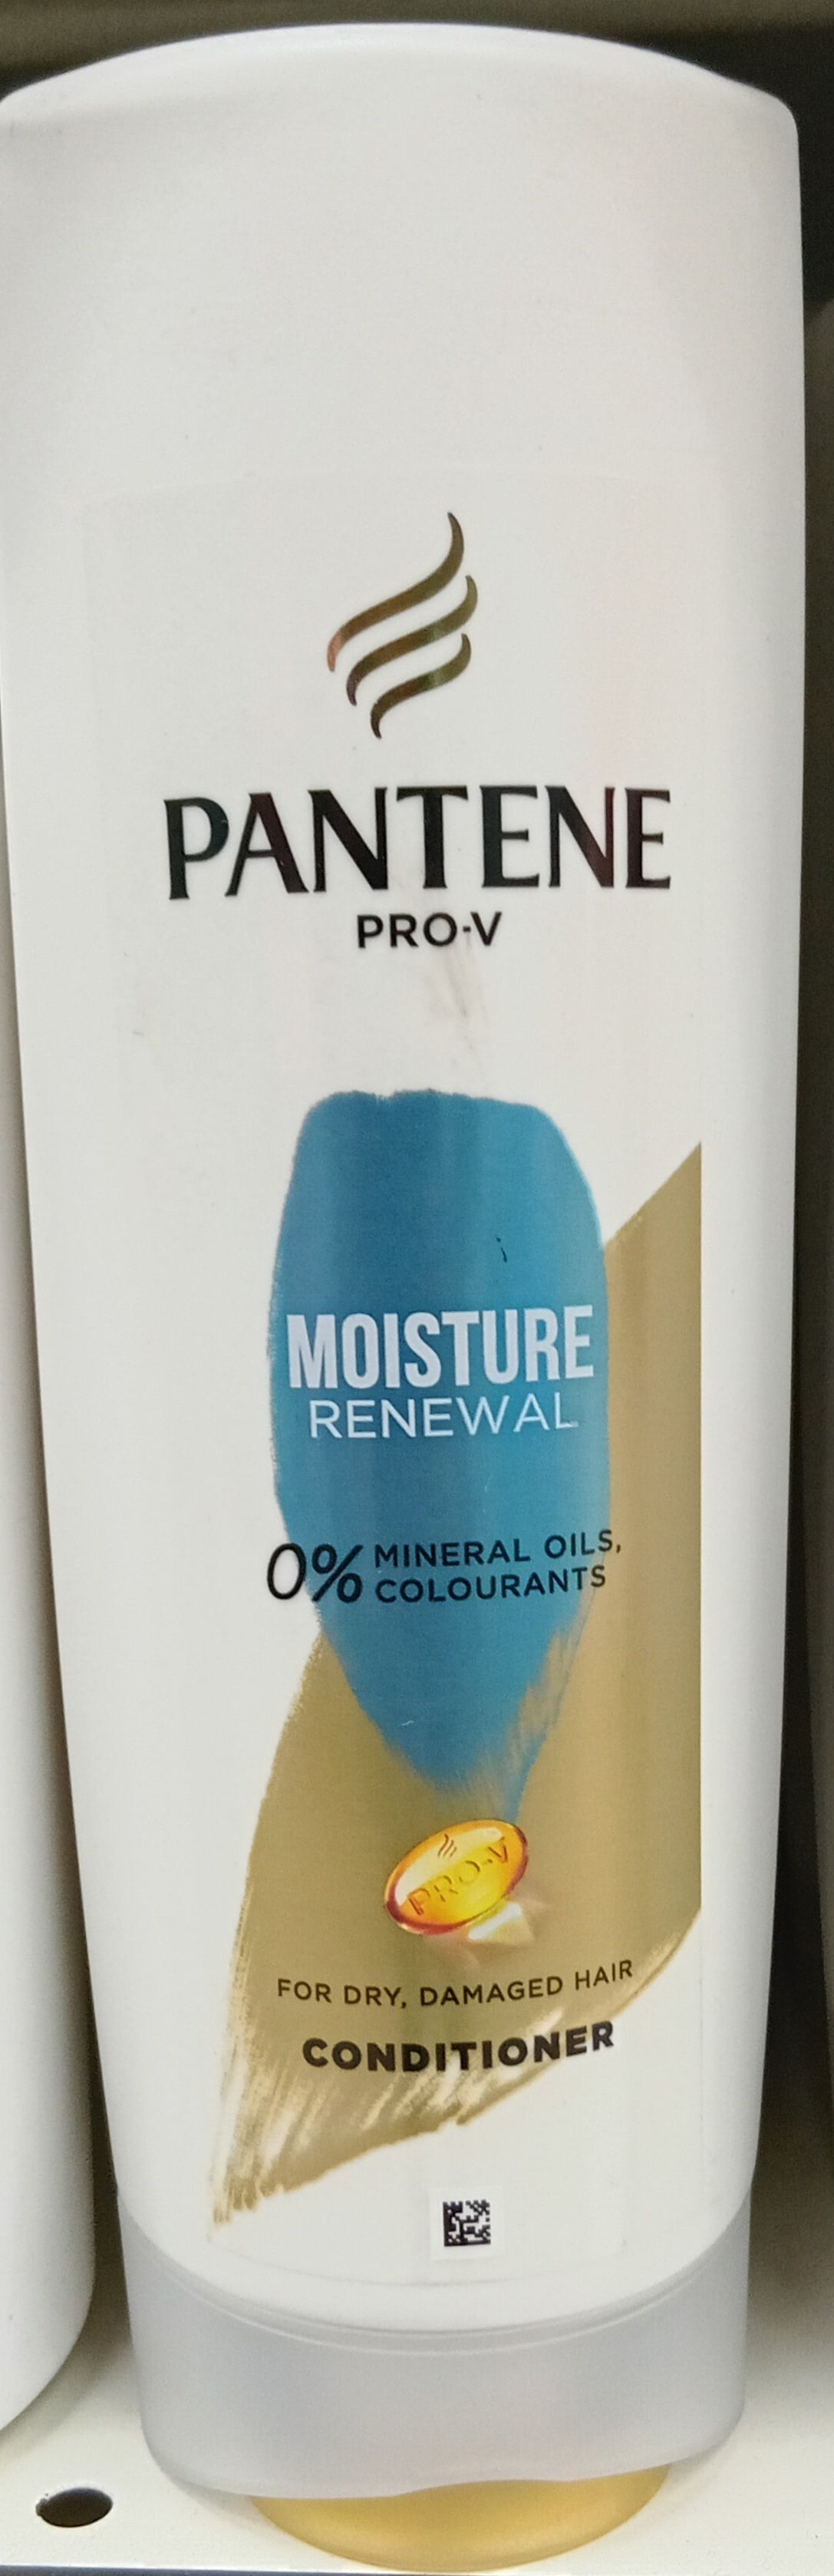 PANTENE
PRO-V
MOISTURE
RENEWAL
0% MINERAL OILS,
COLOURANTS
PRO-V
FOR DRY, DAMAGED HAIR
CONDITIONER